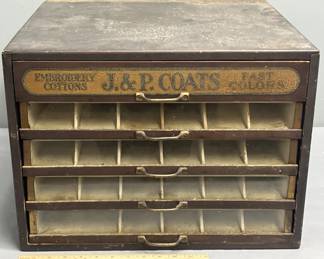 EMBROIDERY COTTONS
J. & P. COATS
FAST COLORS